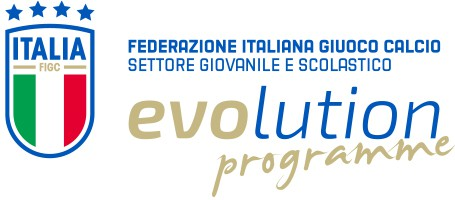 ITALIA
FIGC
FEDERAZIONE ITALIANA GIUOCO CALCIO
SETTORE GIOVANILE E SCOLASTICO
evolution
programme